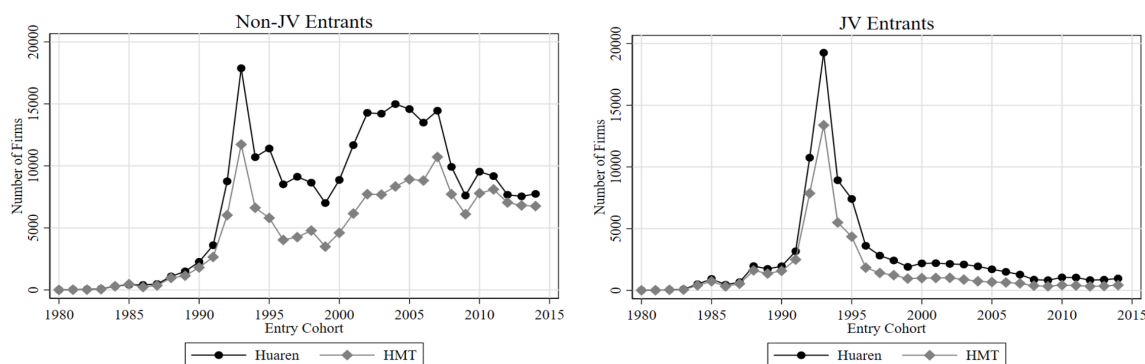 Non-JV Entrants
Number of Firms
20000
15000
10000
5000
0
1980 1985 1990 1995 2000 2005 2010 2015
Entry Cohort
Huaren HMT
JV Entrants
Number of Firms
20000
15000
10000
5000
0
1980 1985 1990 1995 2000 2005 2010 2015
Entry Cohort
Huaren HMT